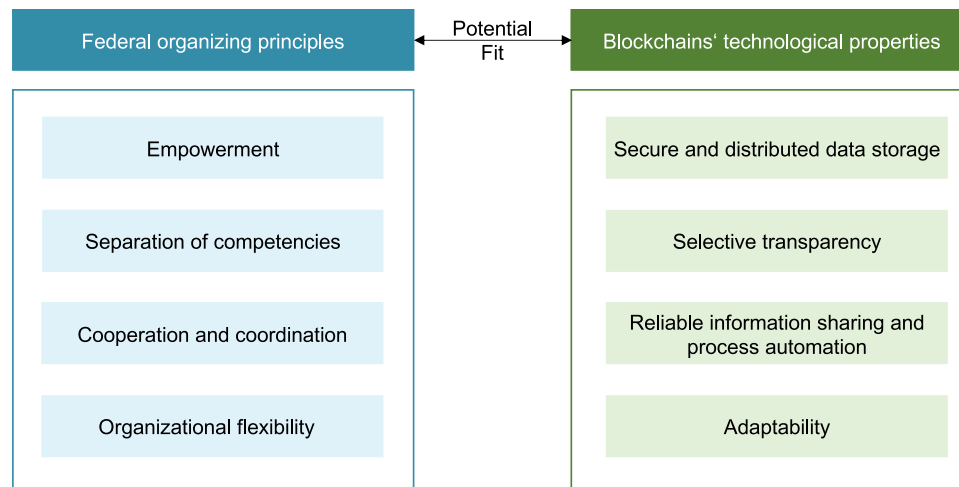 Federal organizing principles
Potential
Fit
Blockchains‘ technological properties
Empowerment
Separation of competencies
Cooperation and coordination
Organizational flexibility
Secure and distributed data storage
Selective transparency
Reliable information sharing and
process automation
Adaptability